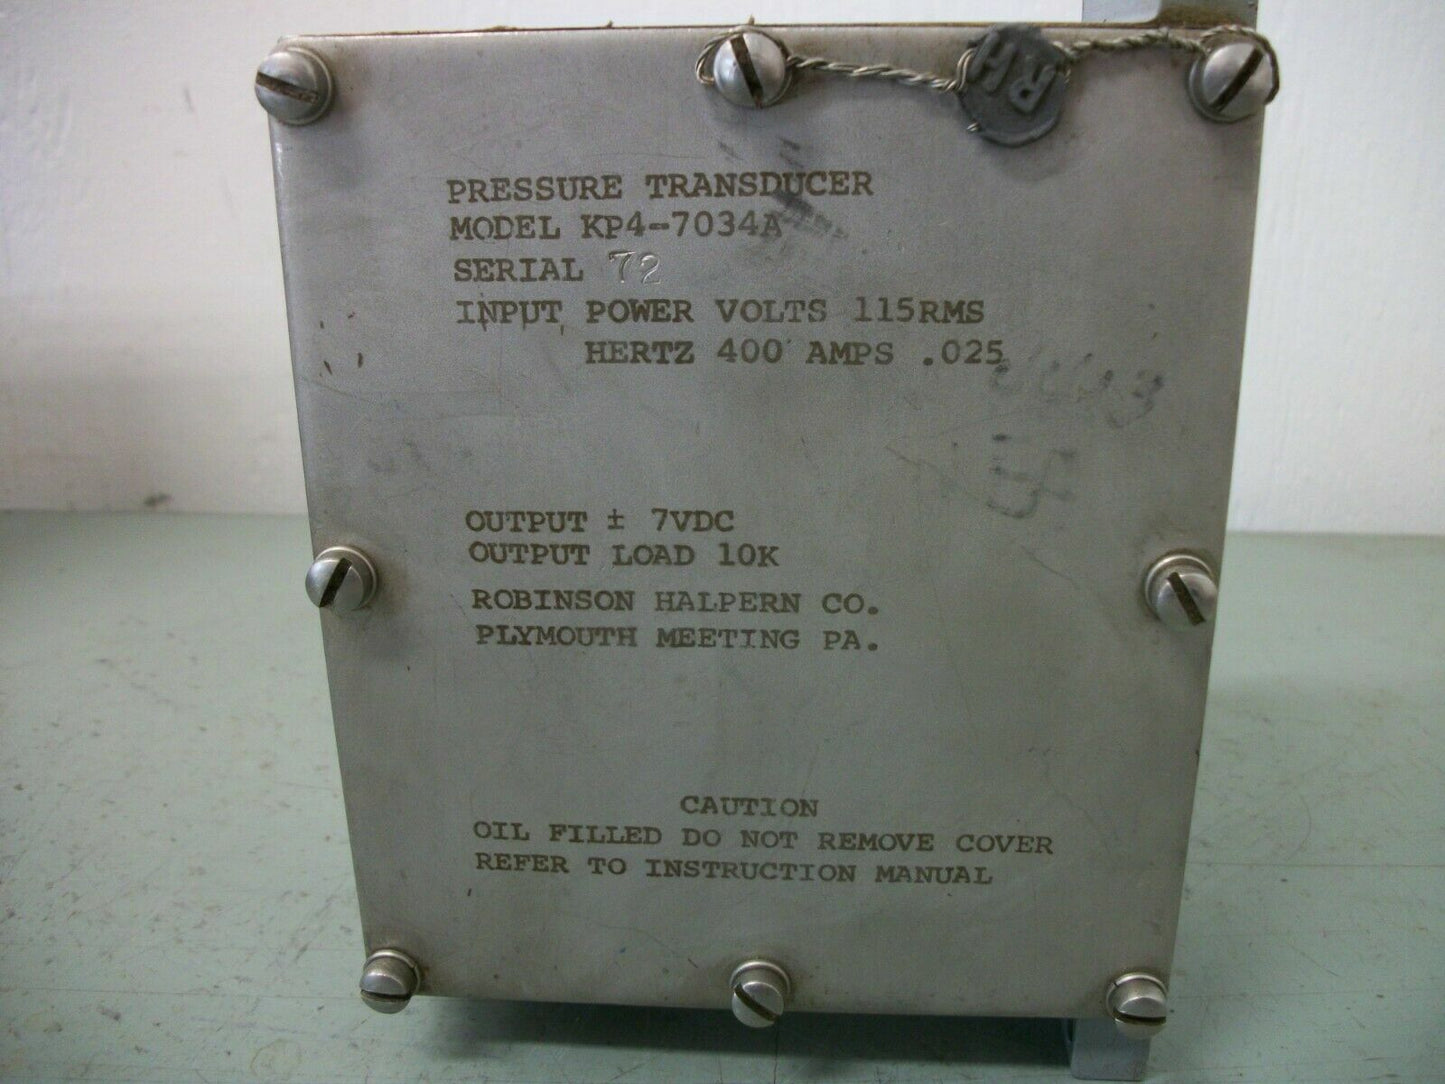 RH
PRESSURE TRANSDUCER
MODEL KP4-7034A
SERIAL 72
INPUT POWER VOLTS 115RMS
HERTZ 400 AMPS .025
OUTPUT ± 7VDC
OUTPUT LOAD 10K
ROBINSON HALPERN CO.
PLYMOUTH MEETING PA.
CAUTION
OIL FILLED DO NOT REMOVE COVER
REFER TO INSTRUCTION MANUAL